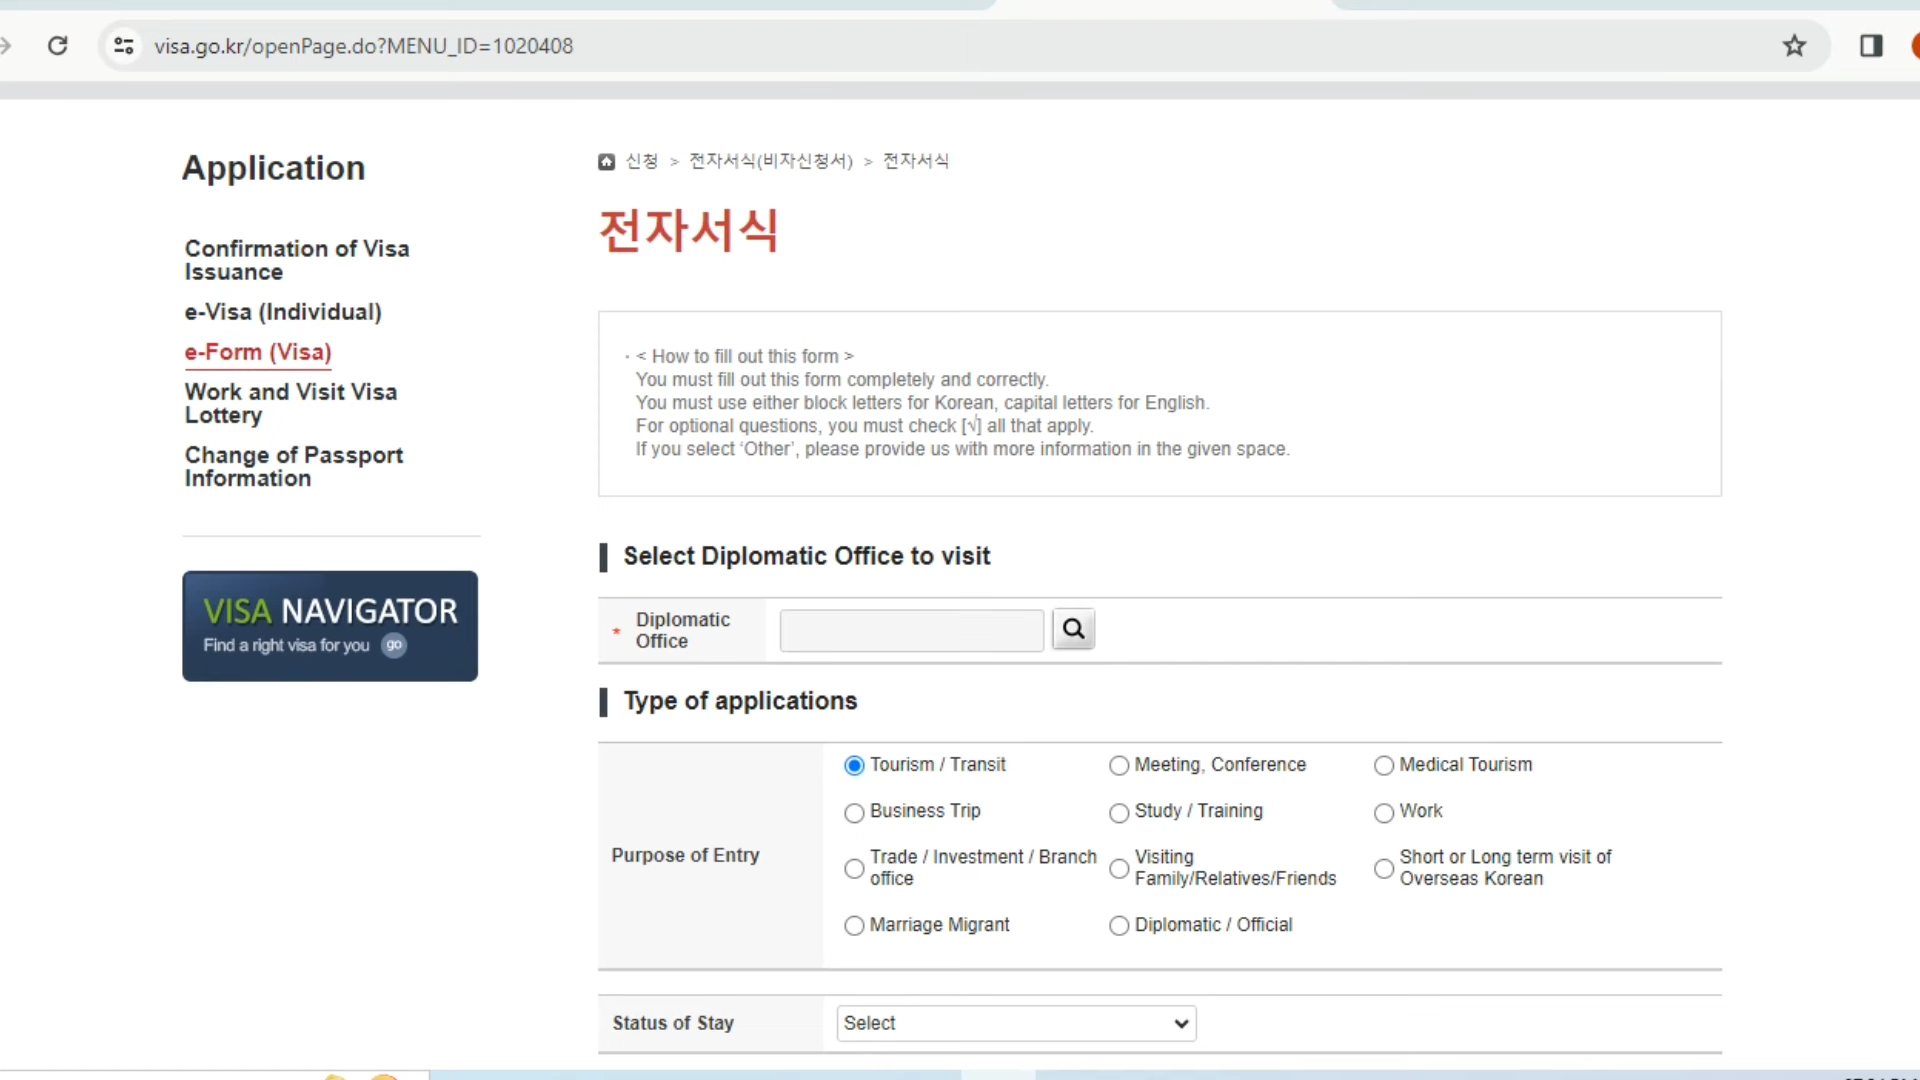 visa.go.kr/openPage.do?MENU_ID=1020408
Application
Confirmation of Visa
Issuance
e-Visa (Individual)
e-Form (Visa)
Work and Visit Visa
Lottery
Change of Passport
Information
VISA NAVIGATOR
Find a right visa for you go
신청 > 전자서식(비자신청서) > 전자서식
전자서식
· < How to fill out this form >
You must fill out this form completely and correctly.
You must use either block letters for Korean, capital letters for English.
For optional questions, you must check [√] all that apply.
If you select ‘Other’, please provide us with more information in the given space.
Select Diplomatic Office to visit
* Diplomatic
Office
Type of applications
Purpose of Entry
Tourism / Transit
Meeting, Conference
Medical Tourism
Business Trip
Study / Training
Work
Trade / Investment / Branch
office
Visiting
Family/Relatives/Friends
Short or Long term visit of
Overseas Korean
Marriage Migrant
Diplomatic / Official
Status of Stay
Select